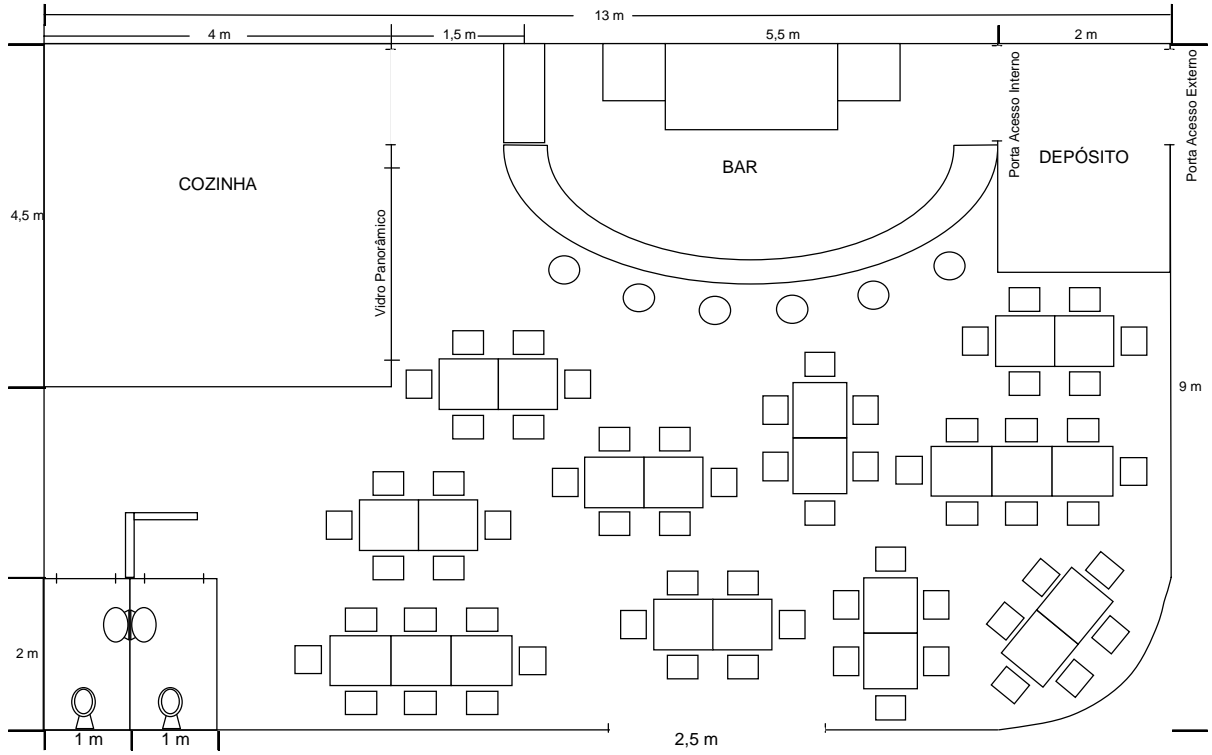 13 m
4 m
1,5 m
5,5 m
2 m
Porta Acesso Interno
Porta Acesso Externo
DEPÓSITO
BAR
COZINHA
4,5 m
Vidro Panorâmico
9 m
2 m
1 m
1 m
2,5 m